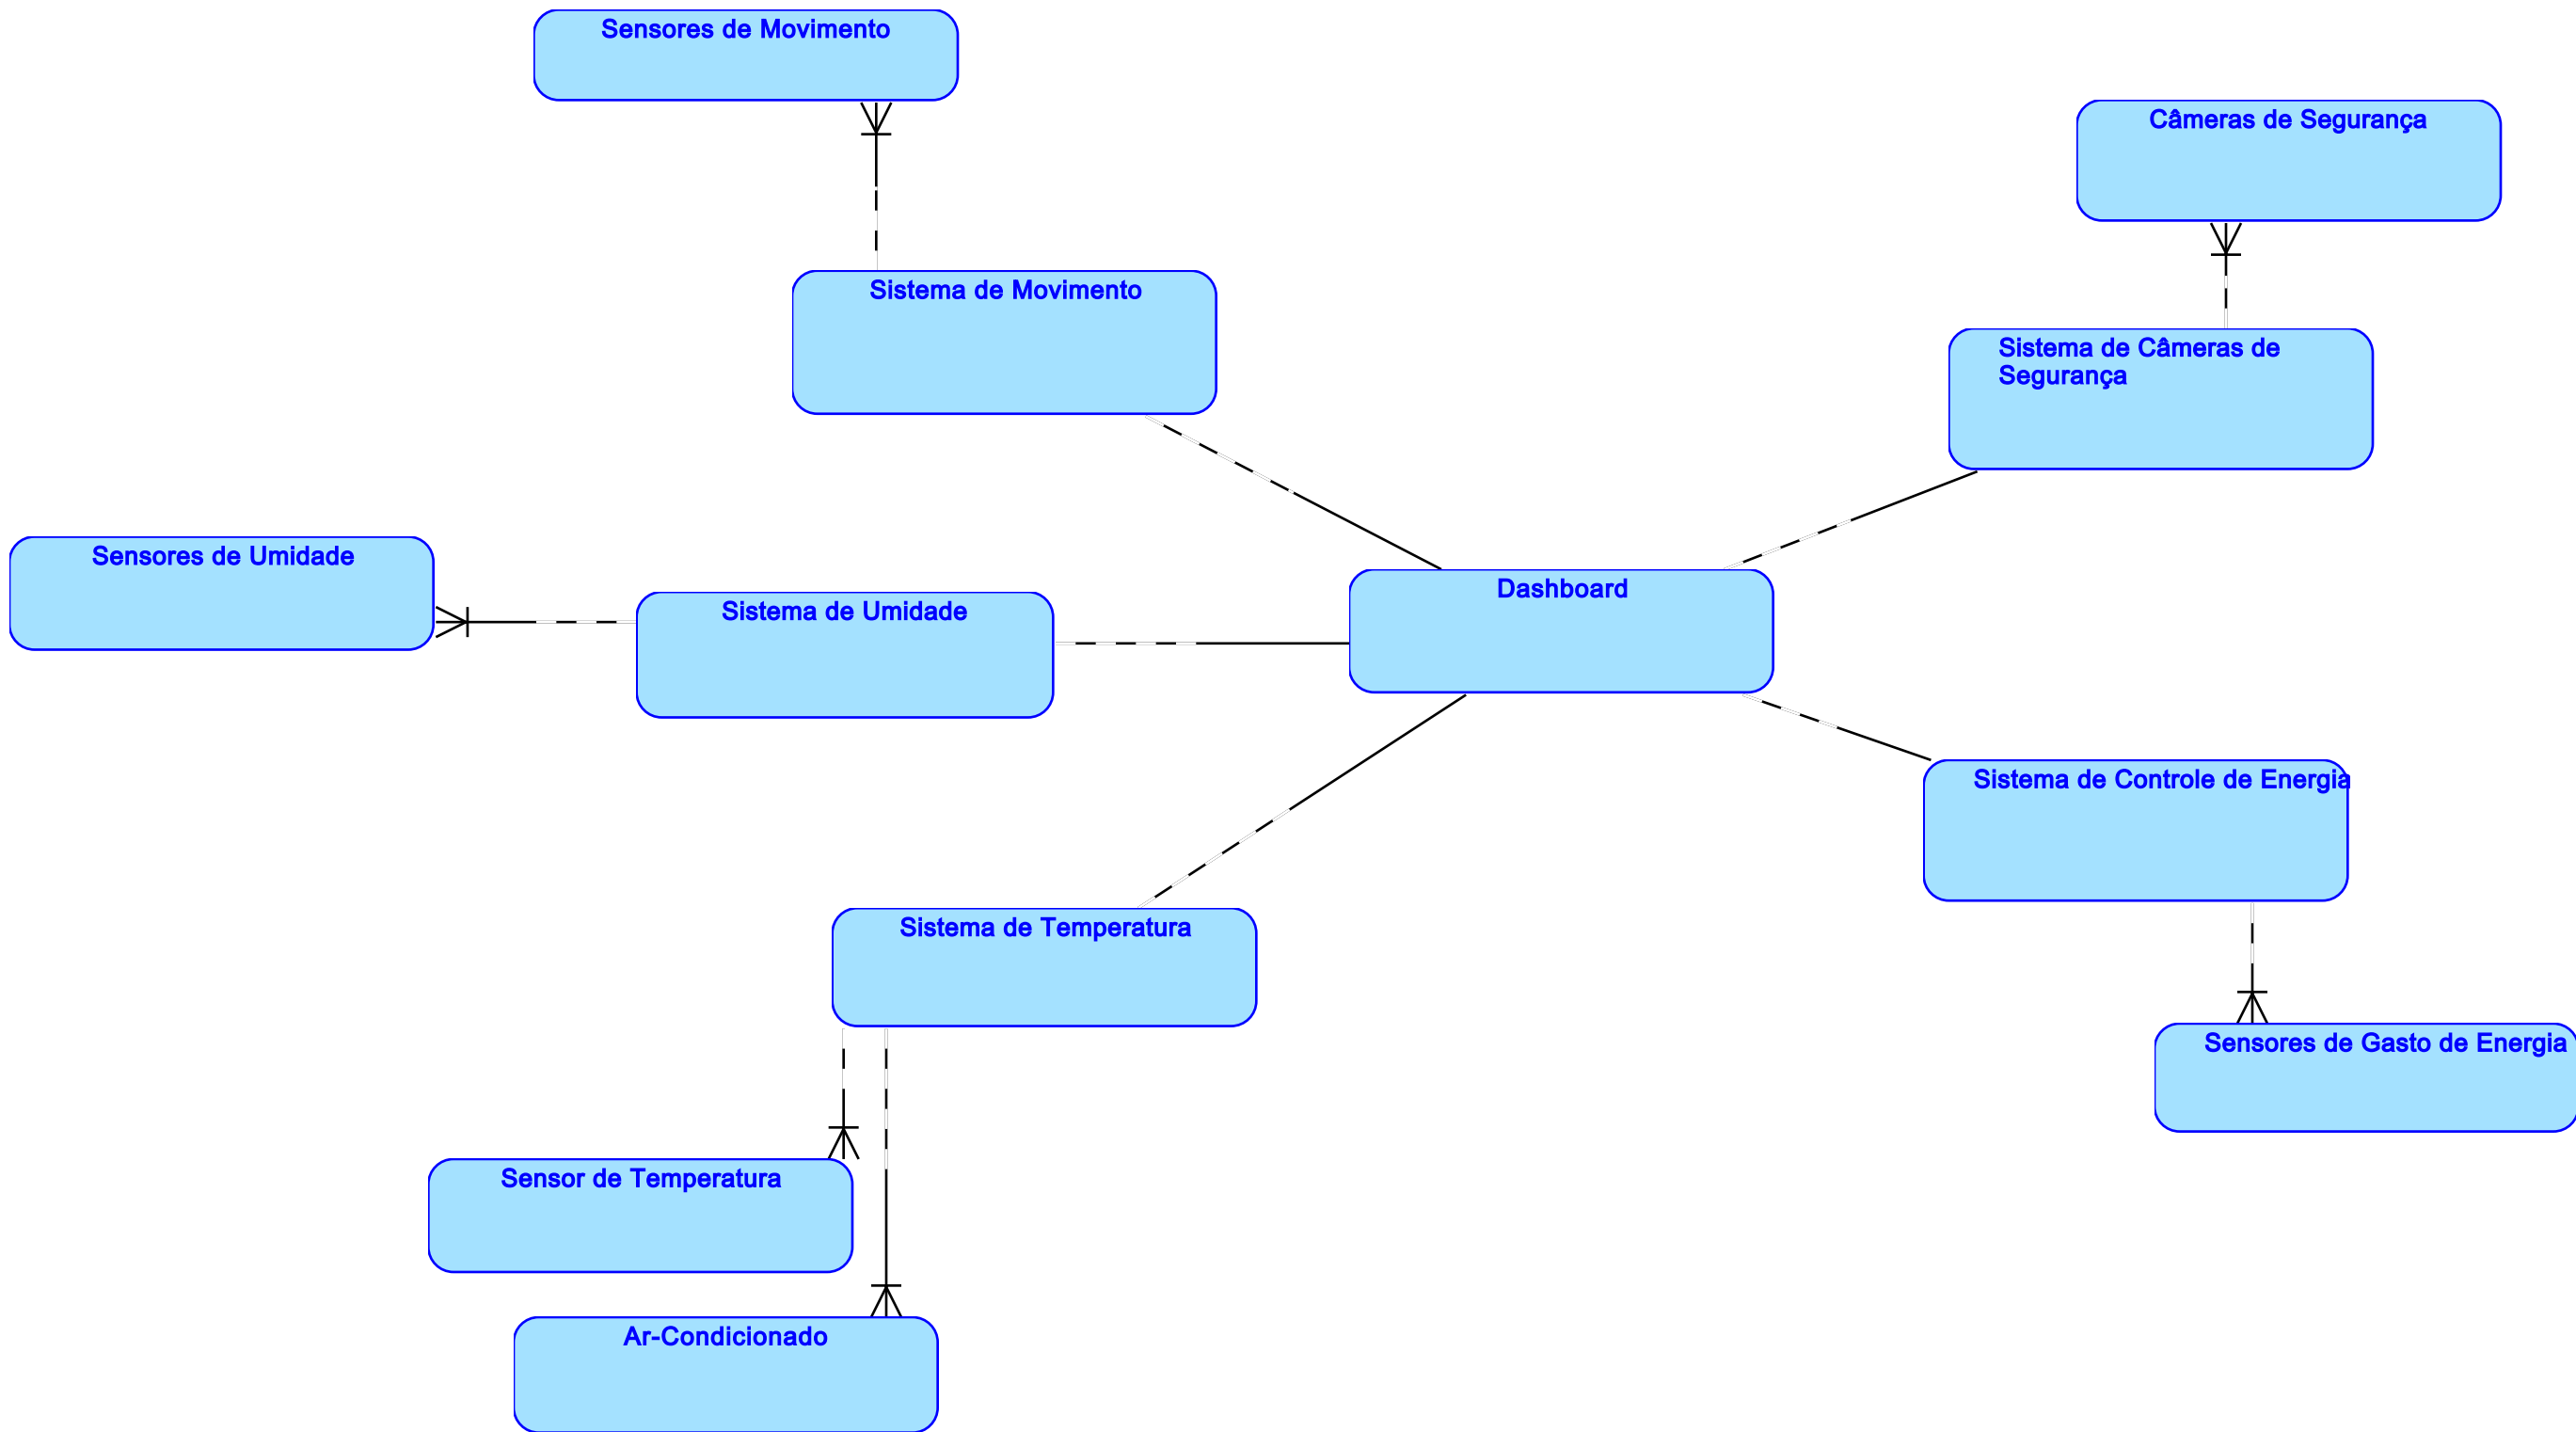 Sensores de Movimento
Câmeras de Segurança
Sistema de Movimento
Sistema de Câmeras de
Segurança
Sensores de Umidade
Sistema de Umidade
Dashboard
Sistema de Controle de Energia
Sistema de Temperatura
Sensores de Gasto de Energia
Sensor de Temperatura
Ar-Condicionado